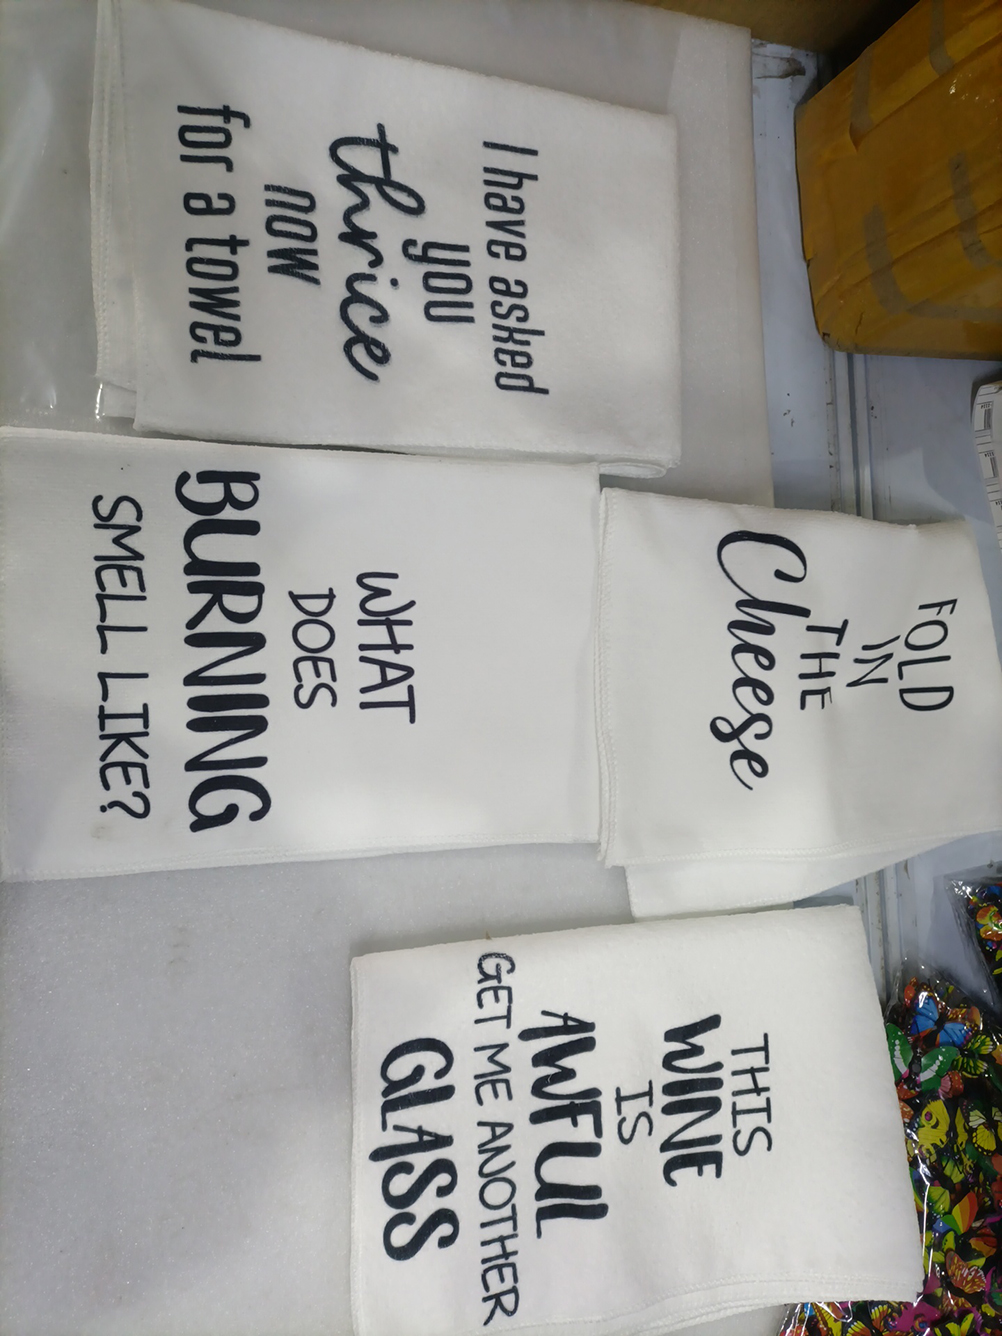 I have asked
you
thrice
now
for a towel
FOLD
IN
THE
Cheese
WHAT
DOES
BURNING
SMELL LIKE?
THIS
WINE
IS
AWFUL
GET ME ANOTHER
GLASS